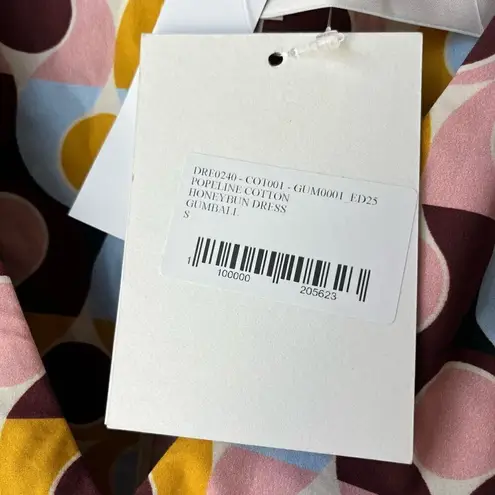 DRE0240 - CO1001 - GUM0001_ED25
POPELINE COTTON
HONEYBUN DRESS
GUMBALL
S
1 100000 205623